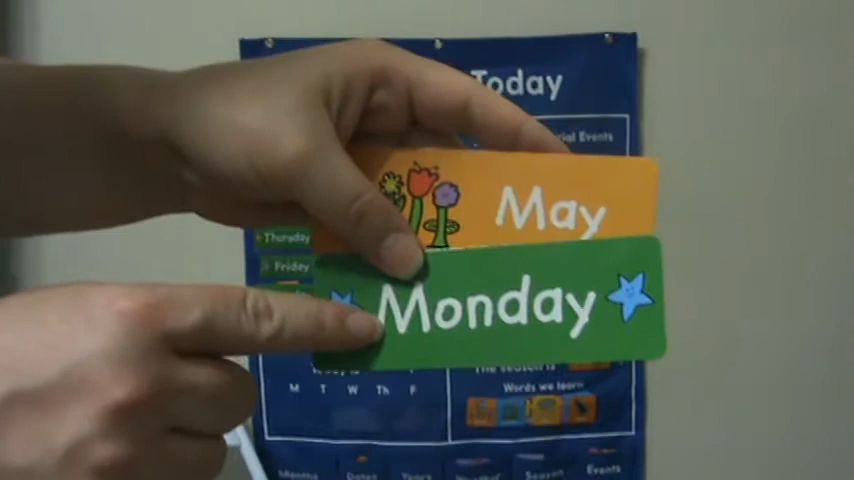 Today
Events
May
Thursday
Friday
Monday
M T W Th F
The season is
Words we learn
Months Dates Years Weather Season Events